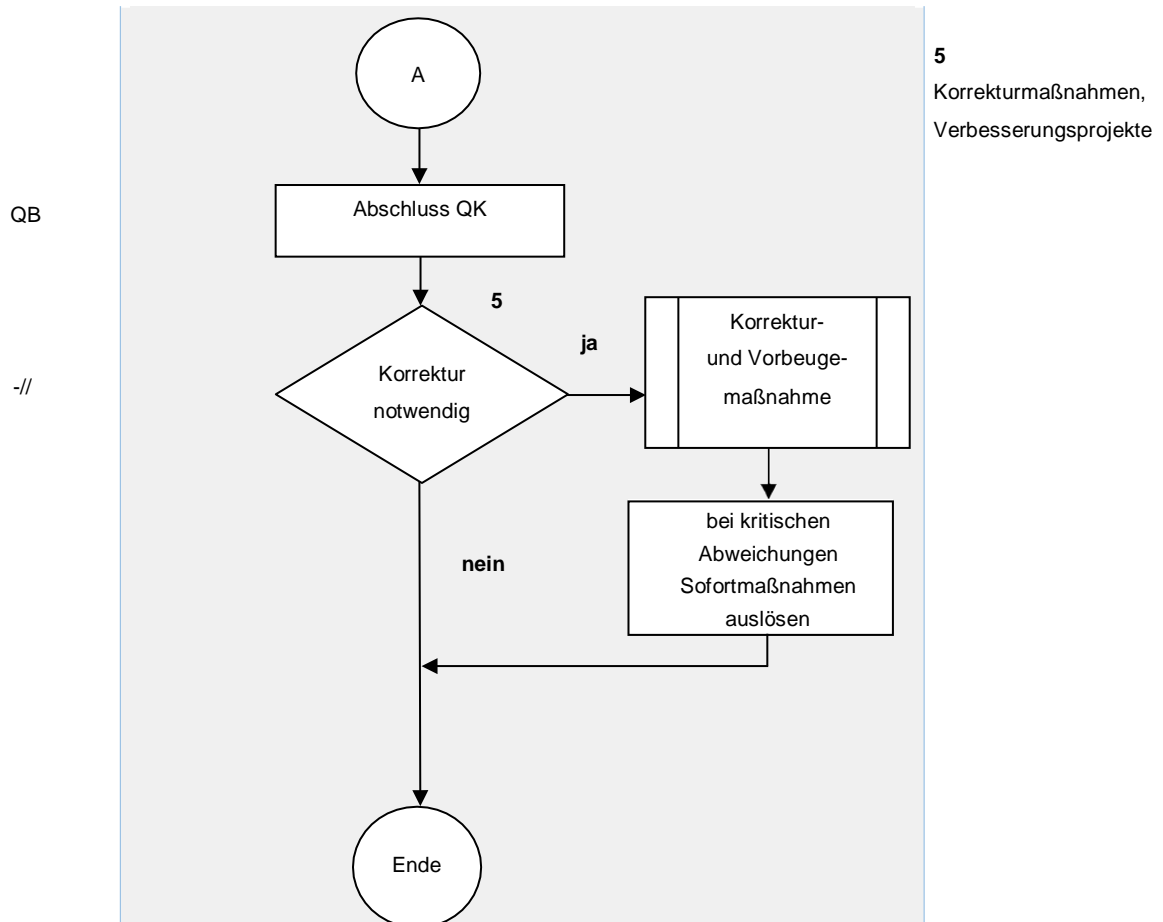 A
5
Korrekturmaßnahmen,
Verbesserungsprojekte
QB
Abschluss QK
5
ja
Korrektur-
und Vorbeuge-
maßnahme
-//
Korrektur
notwendig
bei kritischen
Abweichungen
Sofortmaßnahmen
auslösen
nein
Ende